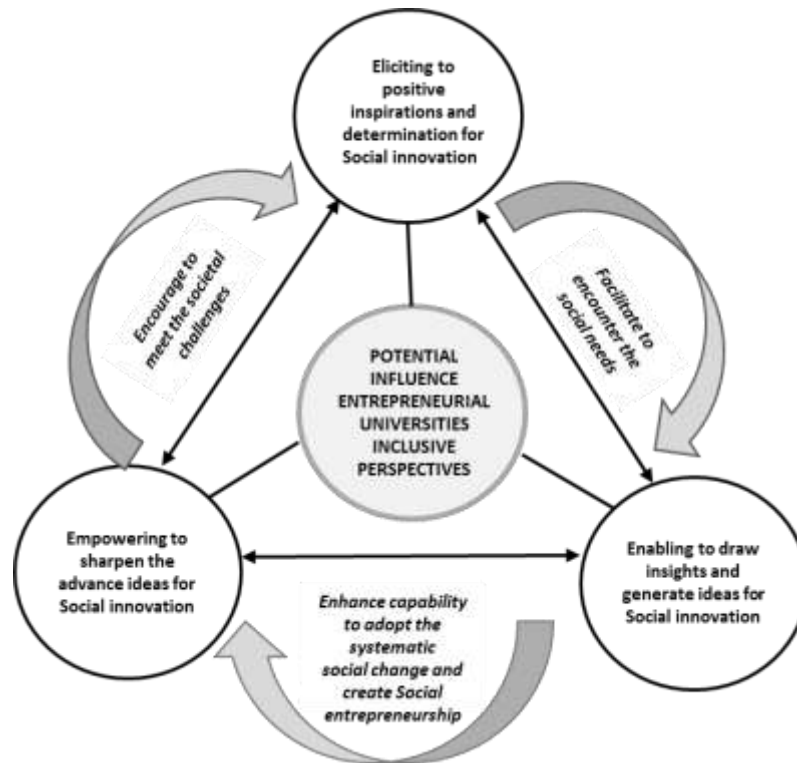 Eliciting to
positive
inspirations and
determination for
Social innovation
Encourage to
meet the societal
challenges
Facilitate to
encounter the
social needs
POTENTIAL
INFLUENCE
ENTREPRENEURIAL
UNIVERSITIES
INCLUSIVE
PERSPECTIVES
Empowering to
sharpen the
advance ideas for
Social innovation
Enabling to draw
insights and
generate ideas for
Social innovation
Enhance capability
to adopt the
systematic
social change and
create Social
entrepreneurship